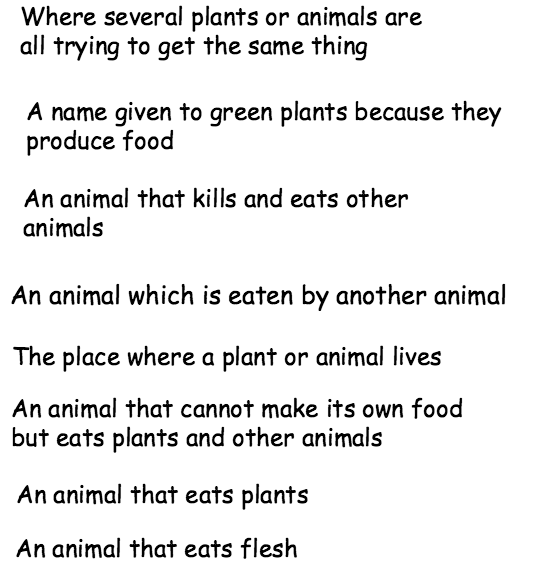 Where several plants or animals are
all trying to get the same thing
A name given to green plants because they
produce food
An animal that kills and eats other
animals
An animal which is eaten by another animal
The place where a plant or animal lives
An animal that cannot make its own food
but eats plants and other animals
An animal that eats plants
An animal that eats flesh